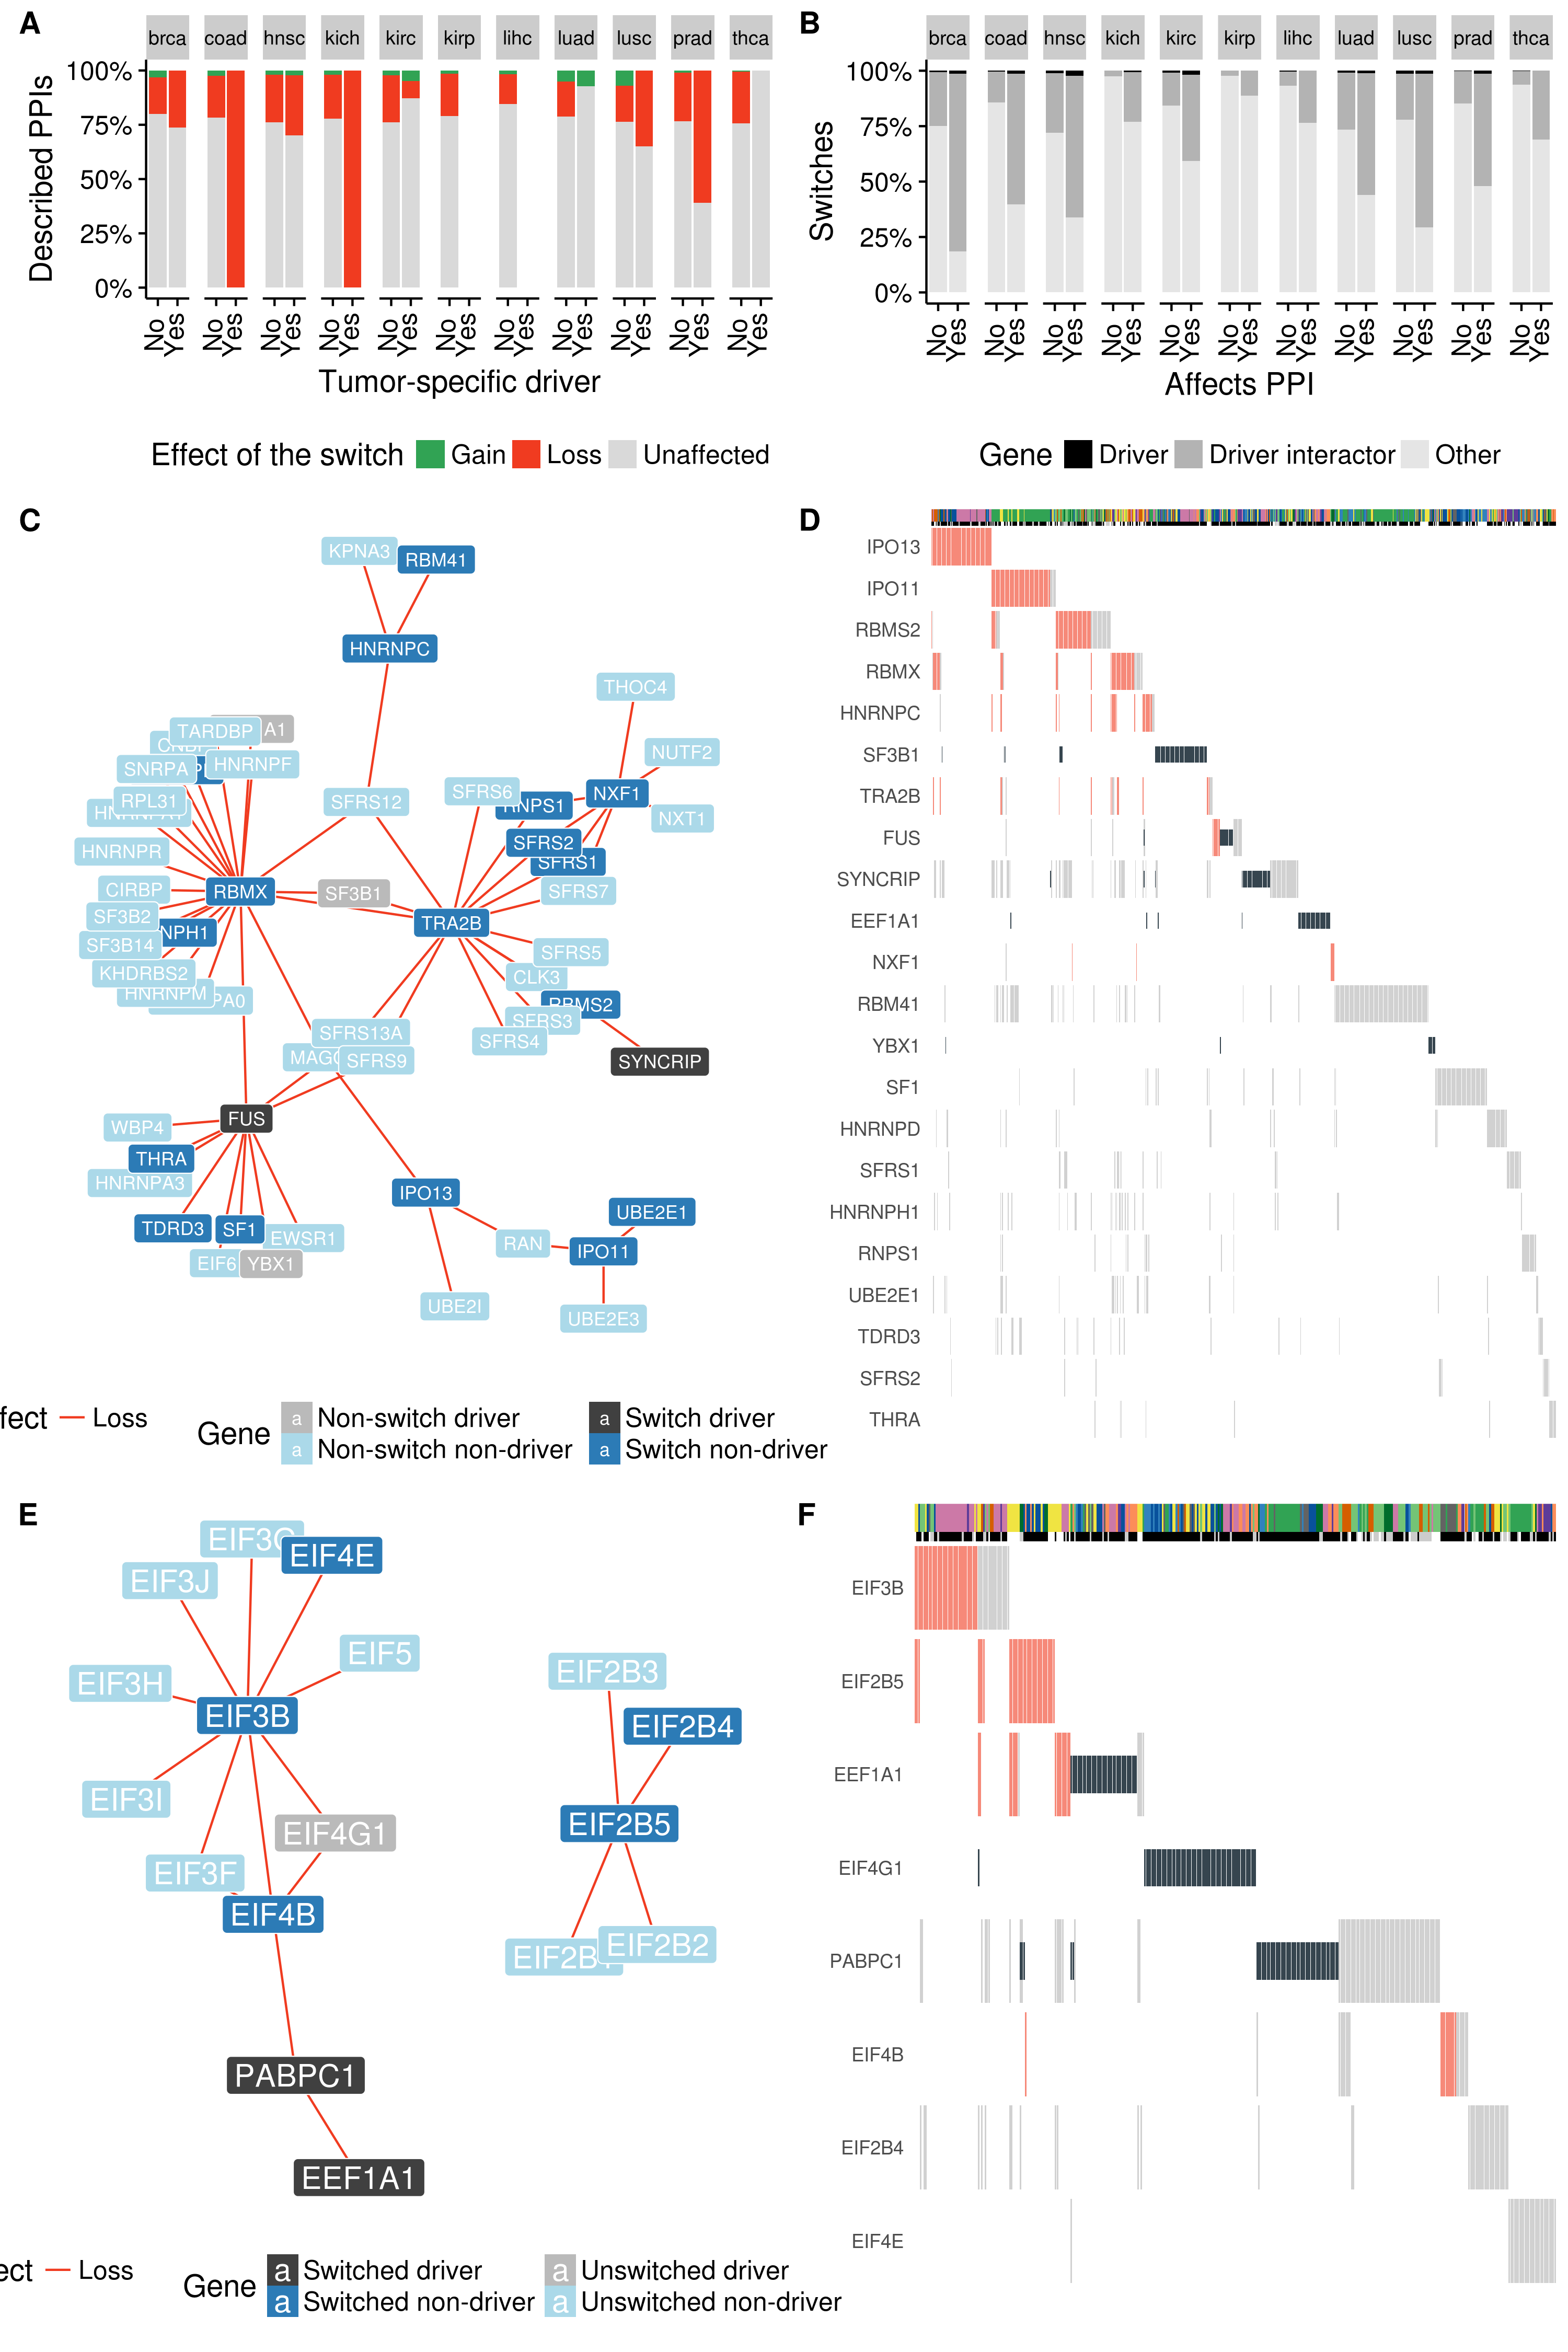 A
brca coad hnsc kich kirc kirp lihc luad lusc prad thca
Described PPIs
100%
75%
50%
25%
0%
No Yes No Yes No Yes No Yes No Yes No Yes No Yes No Yes No Yes No Yes No Yes
Tumor-specific driver
Effect of the switch Gain Loss Unaffected
B
brca coad hnsc kich kirc kirp lihc luad lusc prad thca
Switches
100%
75%
50%
25%
0%
No Yes No Yes No Yes No Yes No Yes No Yes No Yes No Yes No Yes No Yes No Yes
Affects PPI
Gene Driver Driver interactor Other
C
KPNA3
RBM41
HNRNPC
THOC4
TARDBP
A1
NUTF2
SNRPA
HNRNPF
SFRS6
NXF1
RPL31
SFRS12
RNPS1
NXT1
SFRS2
HNRNPR
SFRS1
CIRBP
RBMX
SF3B1
SFRS7
SF3B2
TRA2B
NPH1
SF3B14
SFRS5
KHDRBS2
CLK3
HNRNPM
PA0
RBMS2
SFRS3
SFRS13A
SFRS4
SFRS9
SYNCRIP
FUS
WBP4
THRA
HNRNPA3
IPO13
UBE2E1
TDRD3
SF1
EWSR1
RAN
IPO11
EIF6
YBX1
UBE2I
UBE2E3
fect Loss
Gene
a Non-switch driver
a Switch driver
a Non-switch non-driver
a Switch non-driver
D
IPO13
IPO11
RBMS2
RBMX
HNRNPC
SF3B1
TRA2B
FUS
SYNCRIP
EEF1A1
NXF1
RBM41
YBX1
SF1
HNRNPD
SFRS1
HNRNPH1
RNPS1
UBE2E1
TDRD3
SFRS2
THRA
E
EIF4E
EIF3J
EIF5
EIF3H
EIF3B
EIF2B3
EIF2B4
EIF3I
EIF4G1
EIF2B5
EIF3F
EIF4B
EIF2B2
PABPC1
EEF1A1
ect Loss
Gene
a Switched driver
a Unswitched driver
a Switched non-driver
a Unswitched non-driver
F
EIF3B
EIF2B5
EEF1A1
EIF4G1
PABPC1
EIF4B
EIF2B4
EIF4E